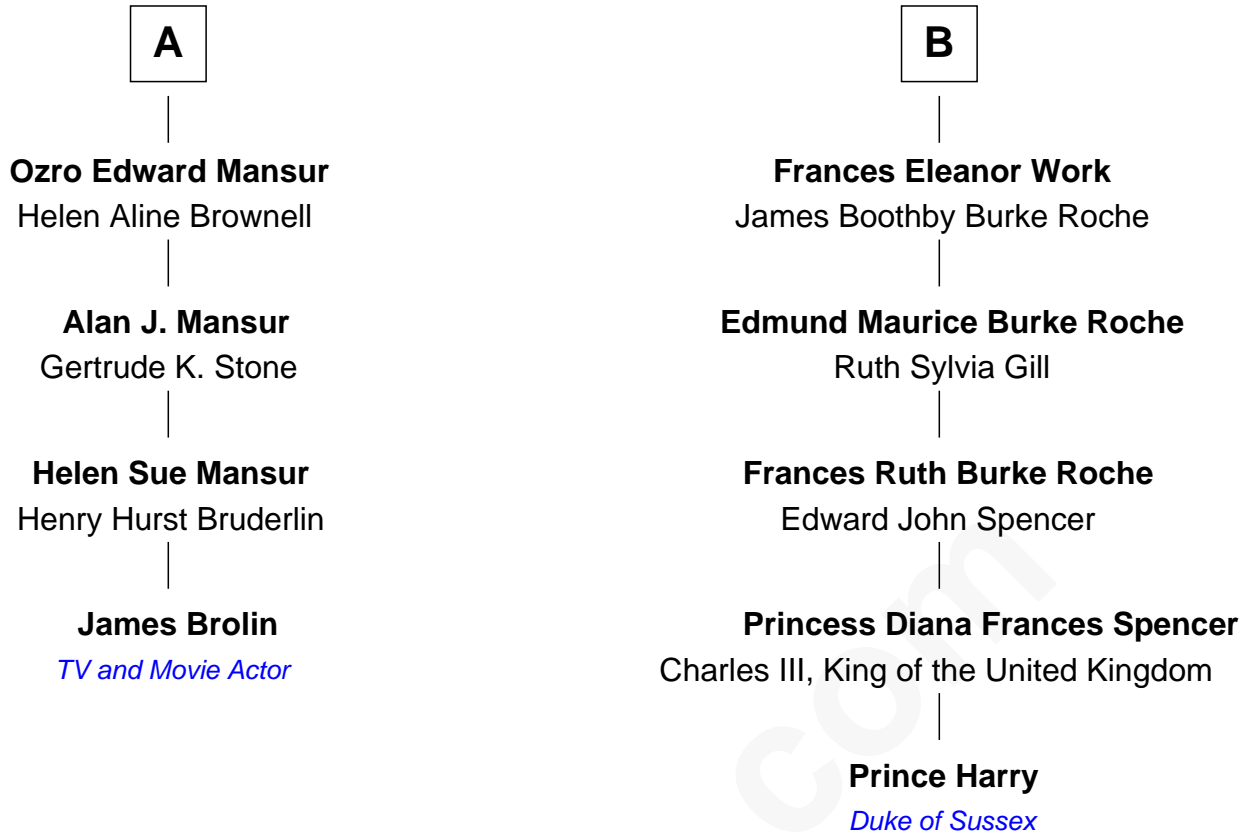 A
Ozro Edward Mansur
Helen Aline Brownell
Alan J. Mansur
Gertrude K. Stone
Helen Sue Mansur
Henry Hurst Bruderlin
James Brolin
TV and Movie Actor
B
Frances Eleanor Work
James Boothby Burke Roche
Edmund Maurice Burke Roche
Ruth Sylvia Gill
Frances Ruth Burke Roche
Edward John Spencer
Princess Diana Frances Spencer
Charles III, King of the United Kingdom
Prince Harry
Duke of Sussex
com